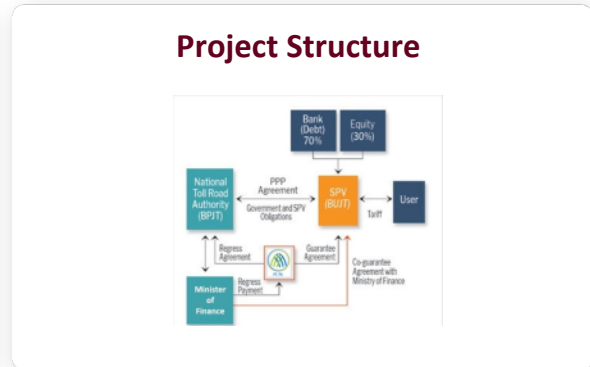 Project Structure
Bank
(Debt)
70%
Equity
(30%)
National
Toll Road
Authority
(BPJT)
PPP
Agreement
Government and SPV
Obligations
SPV
(BUJT)
Tariff
User
Regress
Agreement
Guarantee
Agreement
Co-guarantee
Agreement with
Ministry of Finance
Minister
of
Finance
Regress
Payment